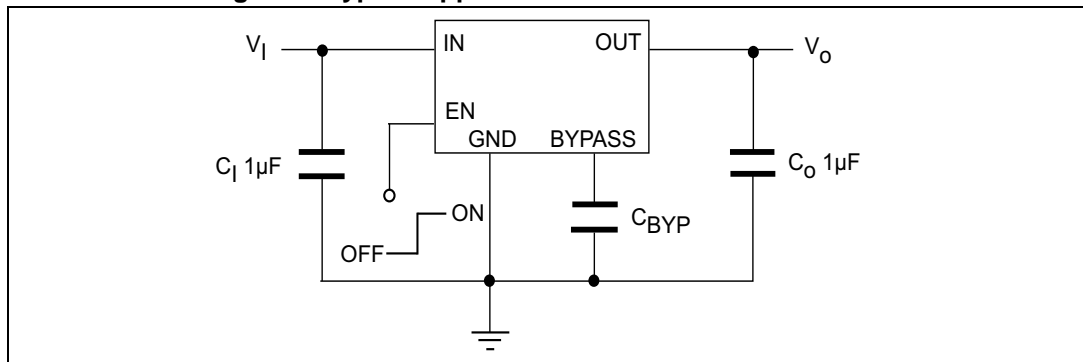 V_I
IN
OUT
V_o
EN
GND
BYPASS
C_I 1µF
C_o 1µF
ON
C_BYP
OFF